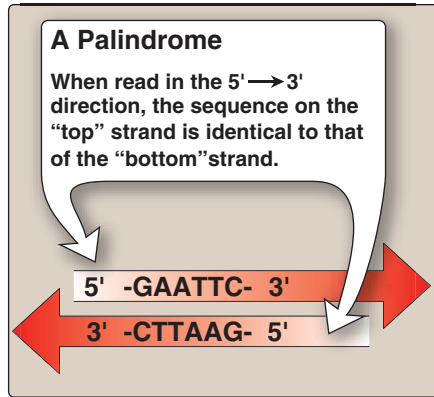 A Palindrome
When read in the 5' → 3'
direction, the sequence on the
“top” strand is identical to that
of the “bottom”strand.
5' -GAATTC- 3'
3' -CTTAAG- 5'